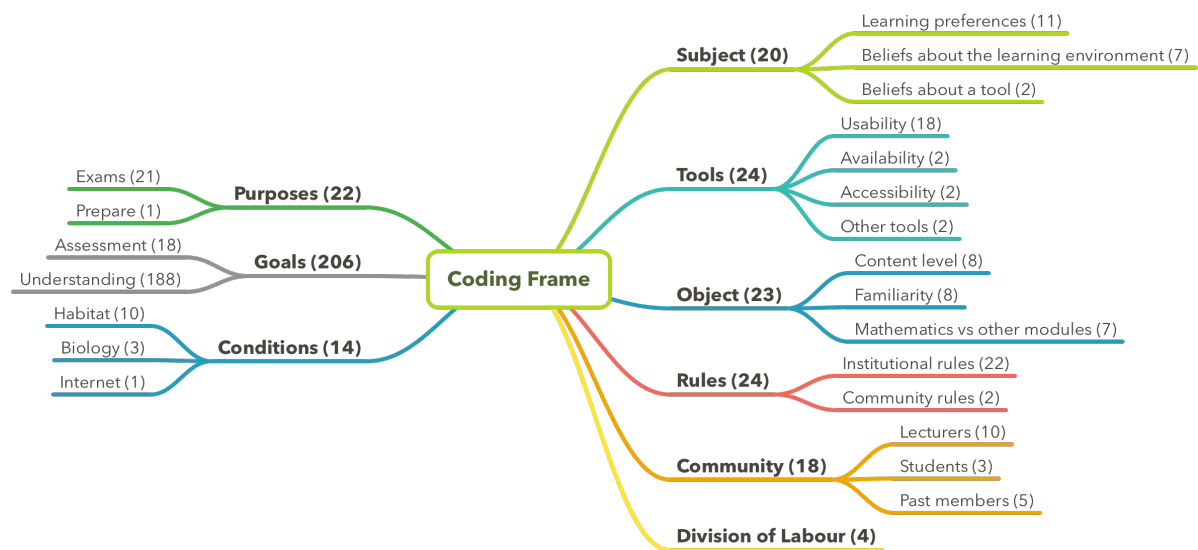 Coding Frame
Subject (20)
Learning preferences (11)
Beliefs about the learning environment (7)
Beliefs about a tool (2)
Tools (24)
Usability (18)
Availability (2)
Accessibility (2)
Other tools (2)
Object (23)
Content level (8)
Familiarity (8)
Mathematics vs other modules (7)
Rules (24)
Institutional rules (22)
Community rules (2)
Community (18)
Lecturers (10)
Students (3)
Past members (5)
Division of Labour (4)
Purposes (22)
Exams (21)
Prepare (1)
Goals (206)
Assessment (18)
Understanding (188)
Conditions (14)
Habitat (10)
Biology (3)
Internet (1)